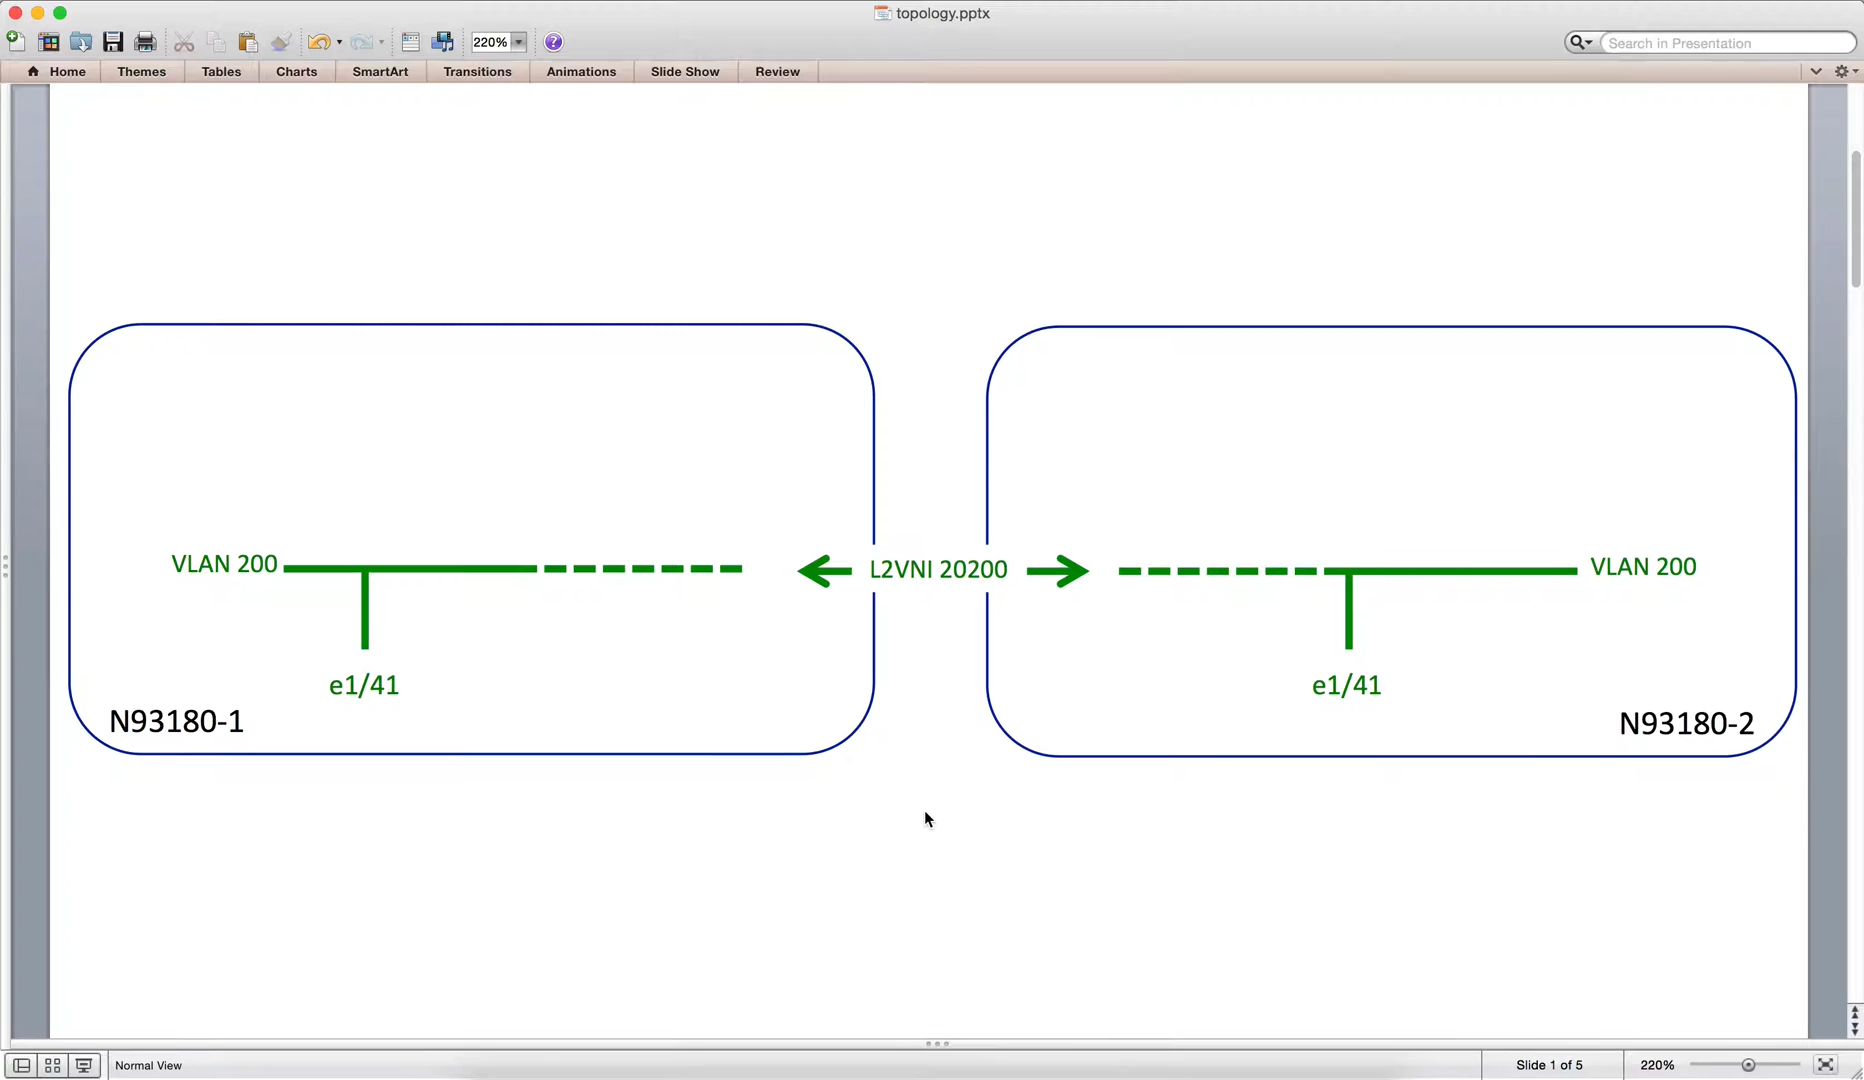 topology.pptx
220%
Search in Presentation
Home Themes Tables Charts SmartArt Transitions Animations Slide Show Review
VLAN 200
L2VNI 20200
VLAN 200
e1/41
e1/41
N93180-1
N93180-2
Normal View
Slide 1 of 5
220%